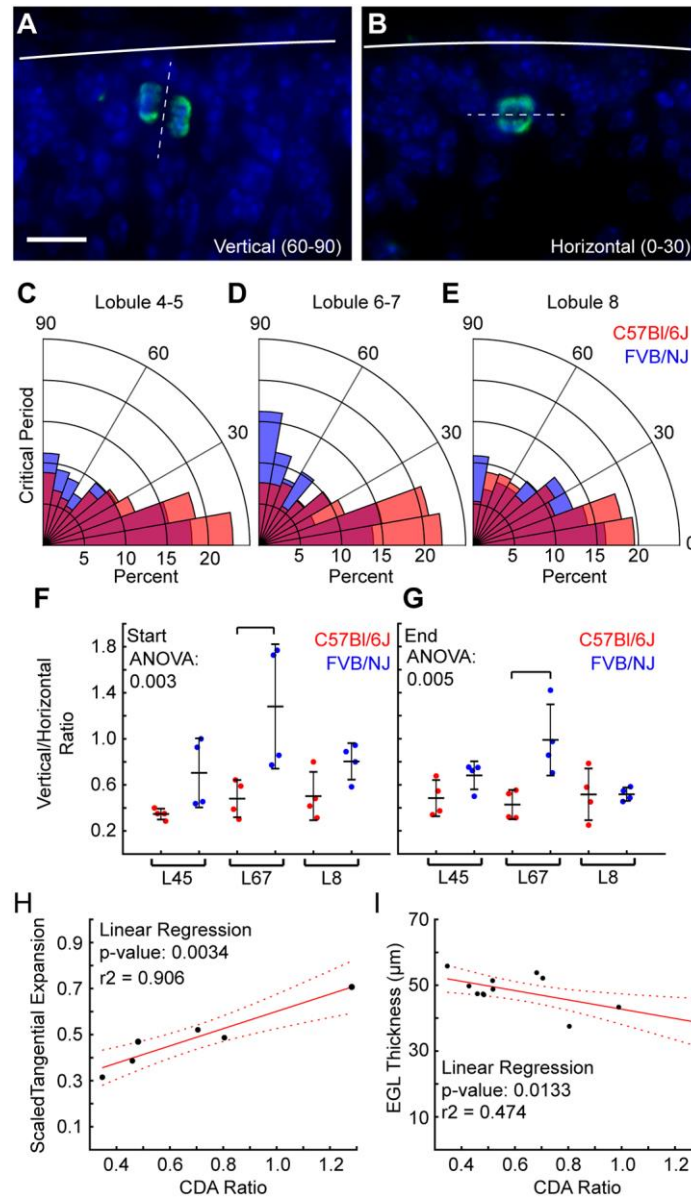 A
B
Vertical (60-90)
Horizontal (0-30)
C
Lobule 4-5
D
Lobule 6-7
E
Lobule 8
C57Bl/6J
FVB/NJ
90
60
30
90
60
30
90
60
30
0
Critical Period
5 10 15 20 22
5 10 15 20 22
5 10 15 20 22
Percent
Percent
Percent
F
Start
ANOVA:
0.003
C57Bl/6J
FVB/NJ
G
End
ANOVA:
0.005
C57Bl/6J
FVB/NJ
Vertical/Horizontal
Ratio
1.8
1.4
1.0
0.6
0.2
L45
L67
L8
L45
L67
L8
H
Linear Regression
p-value: 0.0034
r2 = 0.906
ScaledTangential Expansion
0.9
0.7
0.5
0.3
0.1
0.4 0.6 0.8 1.0 1.2
CDA Ratio
I
EGL Thickness (µm)
70
50
30
10
Linear Regression
p-value: 0.0133
r2 = 0.474
0.4 0.6 0.8 1.0 1.2
CDA Ratio